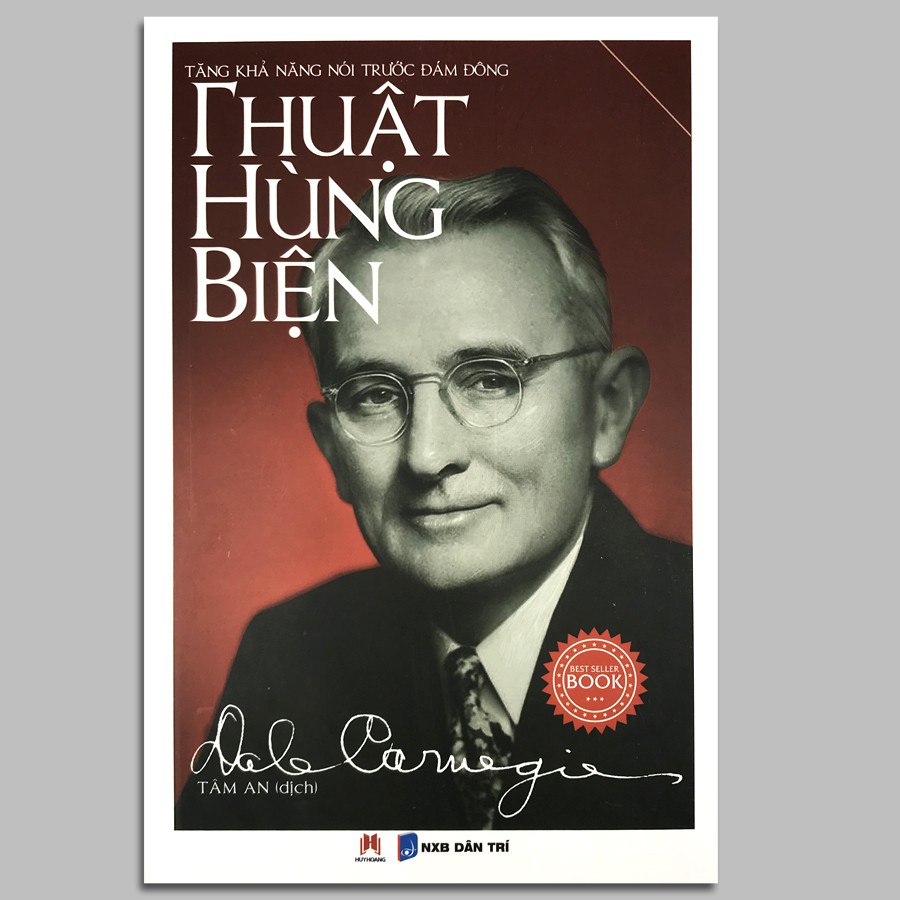 TĂNG KHẢ NĂNG NÓI TRƯỚC ĐÁM ĐÔNG
THUẬT
HÙNG
BIỆN
BEST SELLER
BOOK
Dale Carnegie
TÂM AN (dịch)
HUYHOANG
NXB DÂN TRÍ